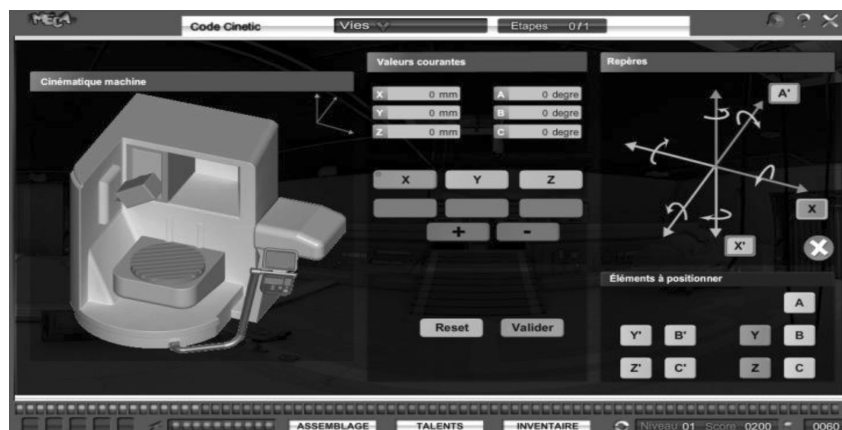 MECA
Code Cinetic
Vies
Etapes 0/1
? X
Cinématique machine
Valeurs courantes
X 0 mm A 0 degre
Y 0 mm B 0 degre
Z 0 mm C 0 degre
X Y Z
+ -
Reset Valider
Repères
A'
X
X'
Éléments à positionner
A
Y' B' Y B
Z' C' Z C
ASSEMBLAGE TALENTS INVENTAIRE Niveau 01 Score 0200 0060